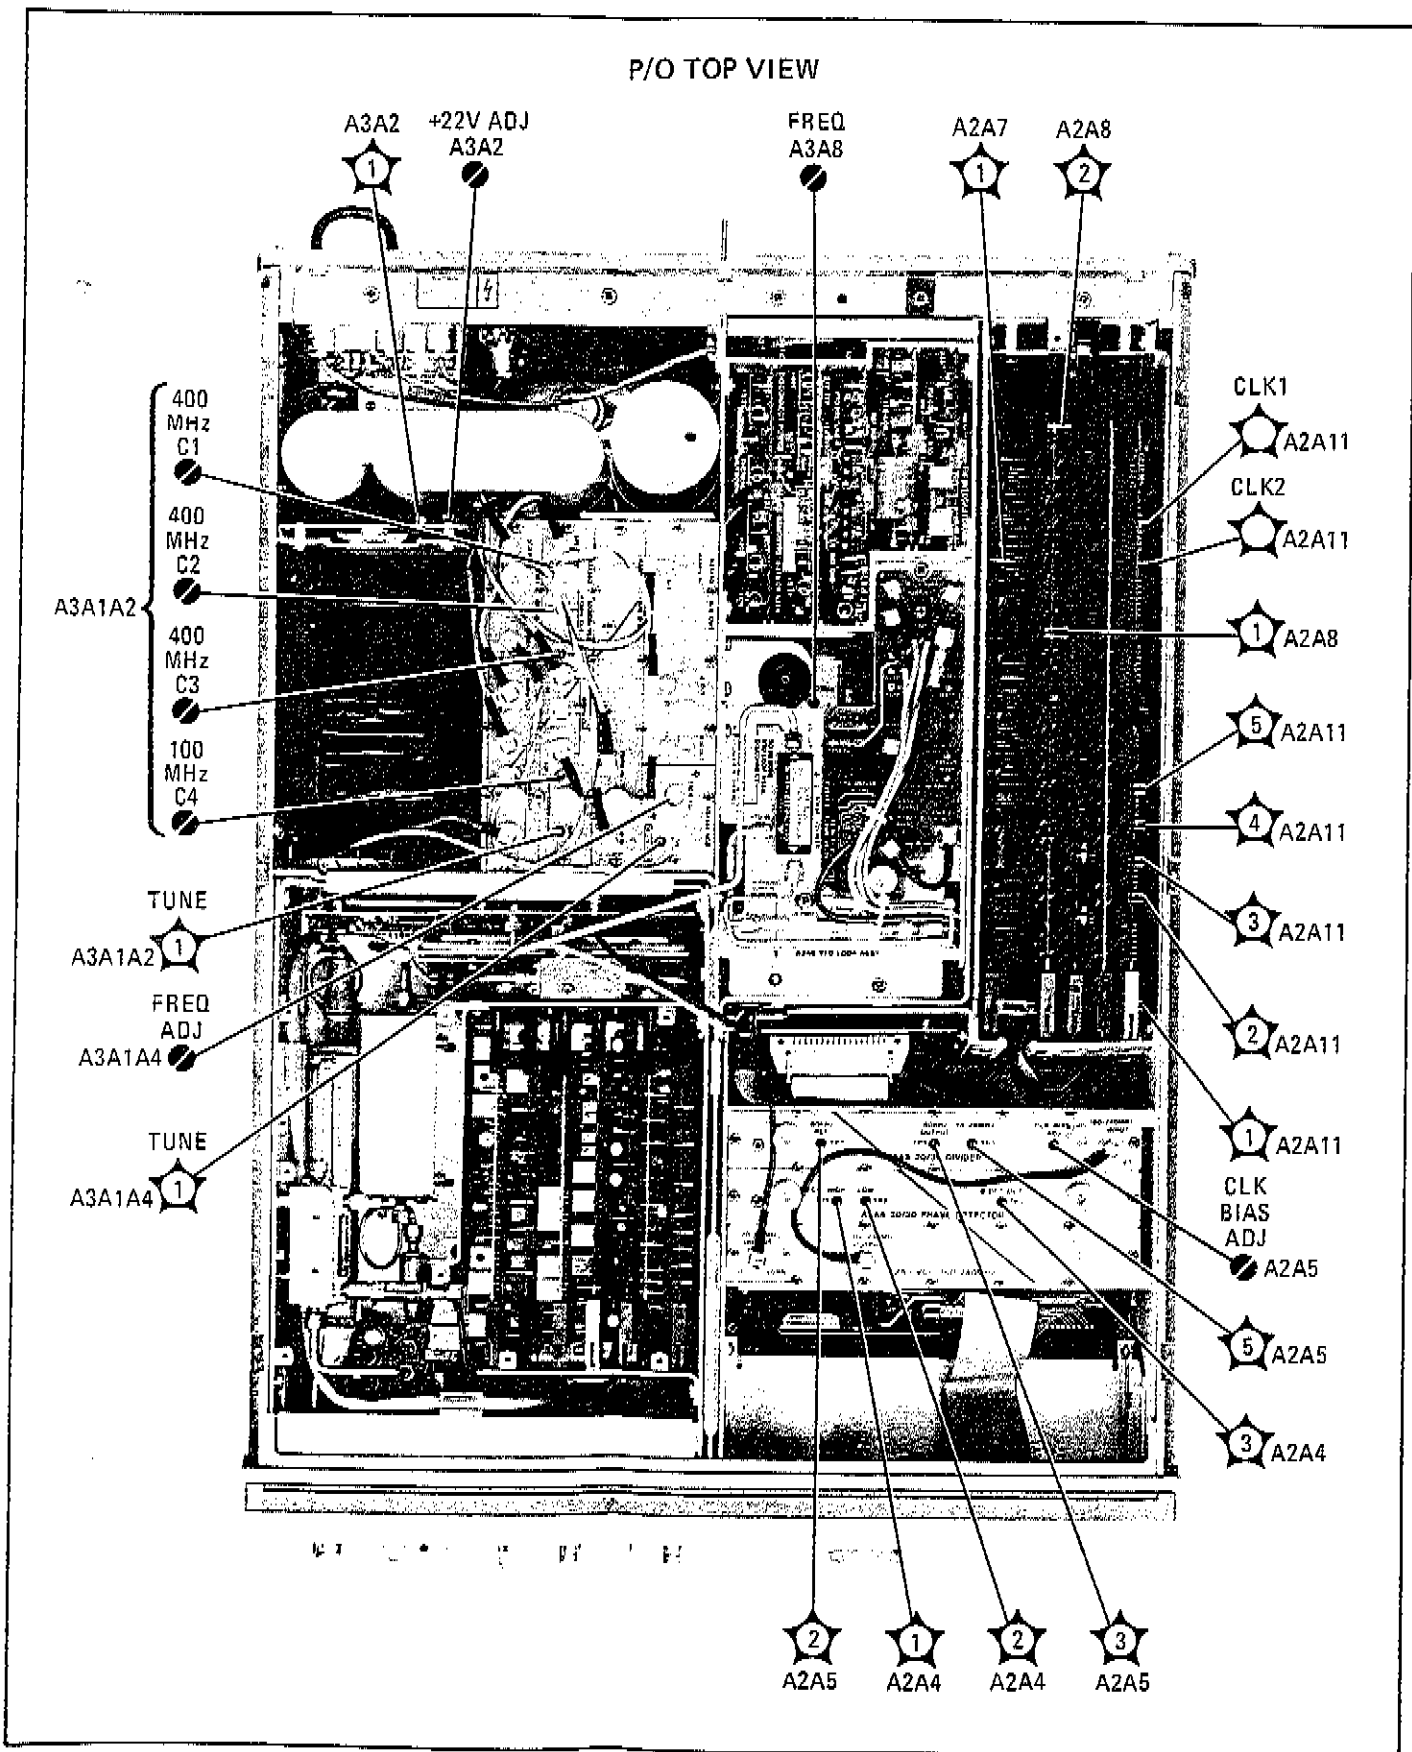 P/O TOP VIEW
A3A2
1
+22V ADJ
A3A2
FREQ
A3A8
A2A7
1
A2A8
2
400
MHz
C1
400
MHz
C2
A3A1A2
400
MHz
C3
100
MHz
C4
TUNE
1
A3A1A2
FREQ
ADJ
A3A1A4
TUNE
1
A3A1A4
CLK1
A2A11
CLK2
A2A11
1 A2A8
5 A2A11
4 A2A11
3 A2A11
2 A2A11
1 A2A11
CLK
BIAS
ADJ
A2A5
5 A2A5
3 A2A4
2
A2A5
1
A2A4
2
A2A4
3
A2A5